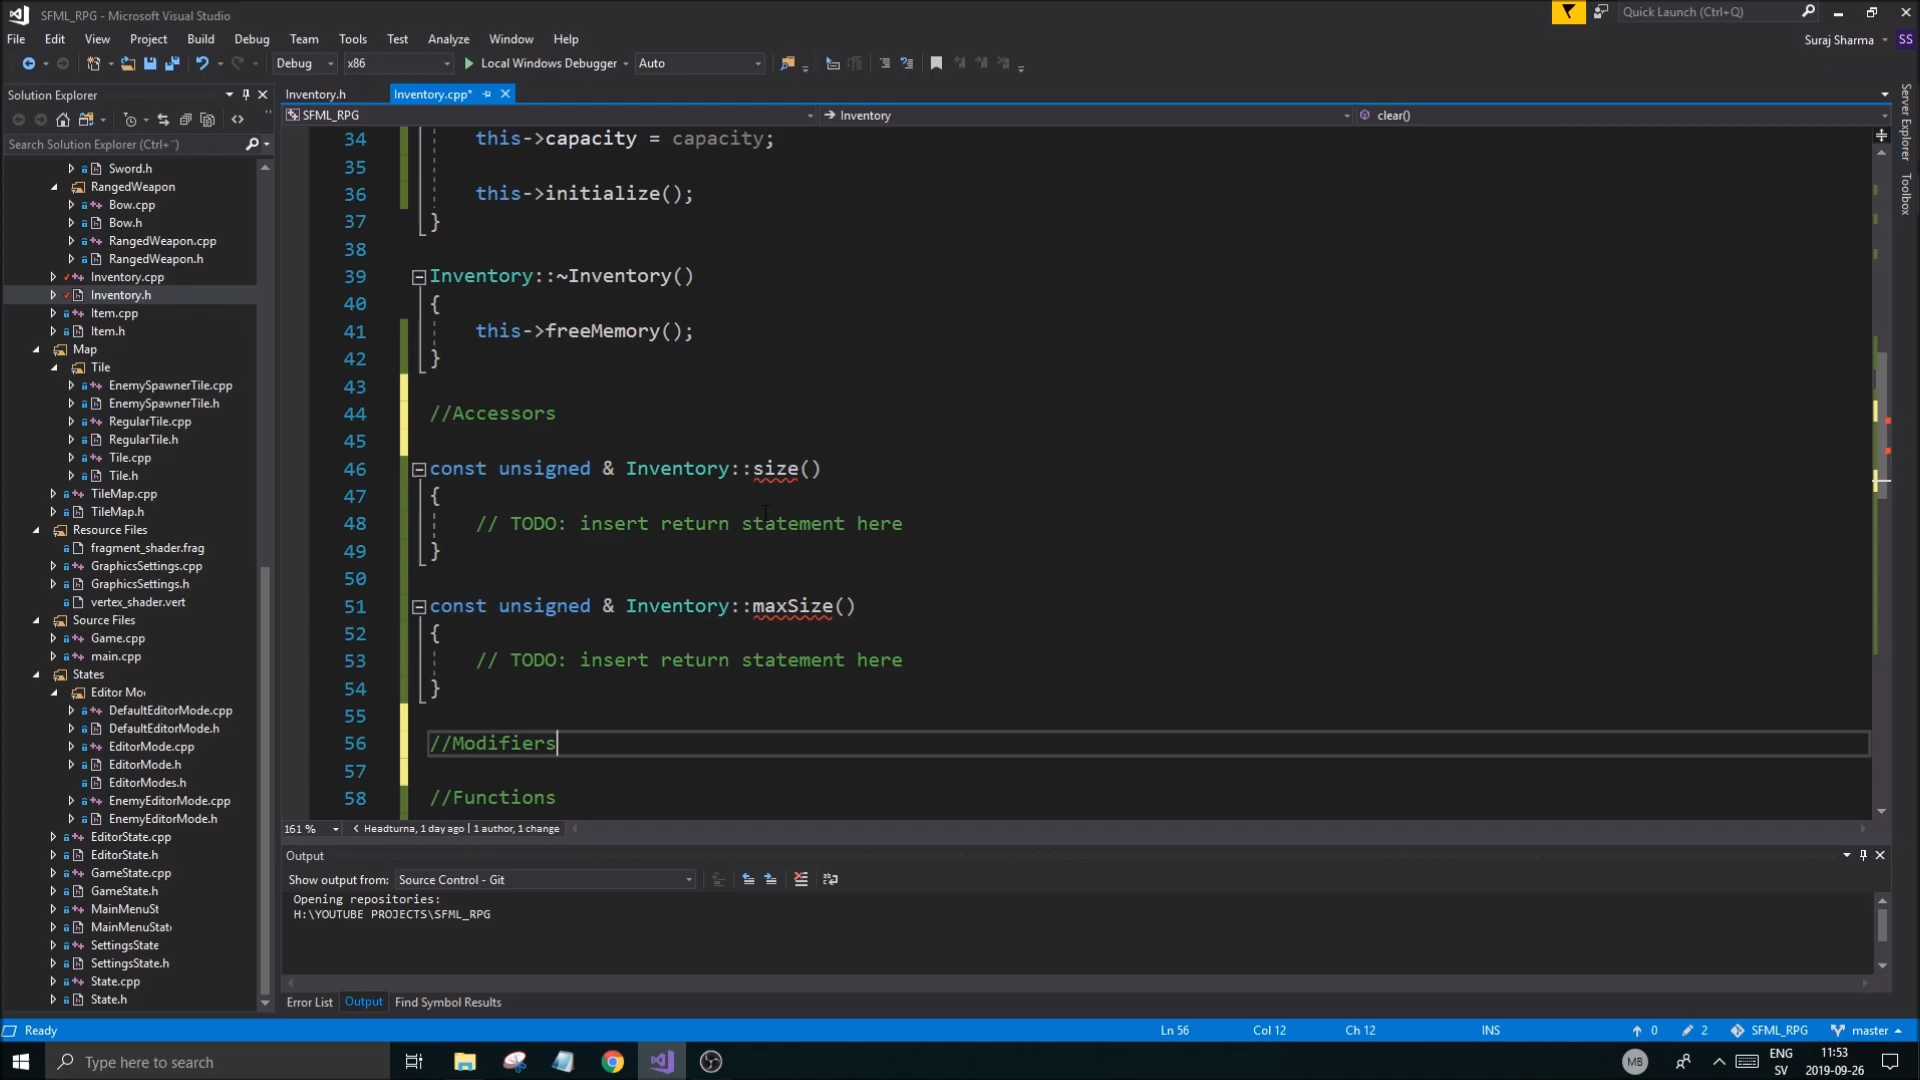 SFML_RPG - Microsoft Visual Studio
Quick Launch (Ctrl+Q)
File Edit View Project Build Debug Team Tools Test Analyze Window Help
Suraj Sharma
SS
Debug x86 Local Windows Debugger Auto
Solution Explorer
Inventory.h Inventory.cpp*
SFML_RPG Inventory clear()
Search Solution Explorer (Ctrl+¨)
Sword.h
RangedWeapon
Bow.cpp
Bow.h
RangedWeapon.cpp
RangedWeapon.h
Inventory.cpp
Inventory.h
Item.cpp
Item.h
Map
Tile
EnemySpawnerTile.cpp
EnemySpawnerTile.h
RegularTile.cpp
RegularTile.h
Tile.cpp
Tile.h
TileMap.cpp
TileMap.h
Resource Files
fragment_shader.frag
GraphicsSettings.cpp
GraphicsSettings.h
vertex_shader.vert
Source Files
Game.cpp
main.cpp
States
Editor Mo
DefaultEditorMode.cpp
DefaultEditorMode.h
EditorMode.cpp
EditorMode.h
EditorModes.h
EnemyEditorMode.cpp
EnemyEditorMode.h
EditorState.cpp
EditorState.h
GameState.cpp
GameState.h
MainMenuSt
MainMenuStat
SettingsState
SettingsState.h
State.cpp
State.h
34 this->capacity = capacity;
35
36 this->initialize();
37 }
38
39 Inventory::~Inventory()
40 {
41 this->freeMemory();
42 }
43
44 //Accessors
45
46 const unsigned & Inventory::size()
47 {
48 // TODO: insert return statement here
49 }
50
51 const unsigned & Inventory::maxSize()
52 {
53 // TODO: insert return statement here
54 }
55
56 //Modifiers
57
58 //Functions
161 % Headturna, 1 day ago | 1 author, 1 change
Output
Show output from: Source Control - Git
Opening repositories:
H:\YOUTUBE PROJECTS\SFML_RPG
Error List Output Find Symbol Results
Server Explorer
Toolbox
Ready Ln 56 Col 12 Ch 12 INS 0 2 SFML_RPG master
Type here to search
MB
ENG
SV
11:53
2019-09-26